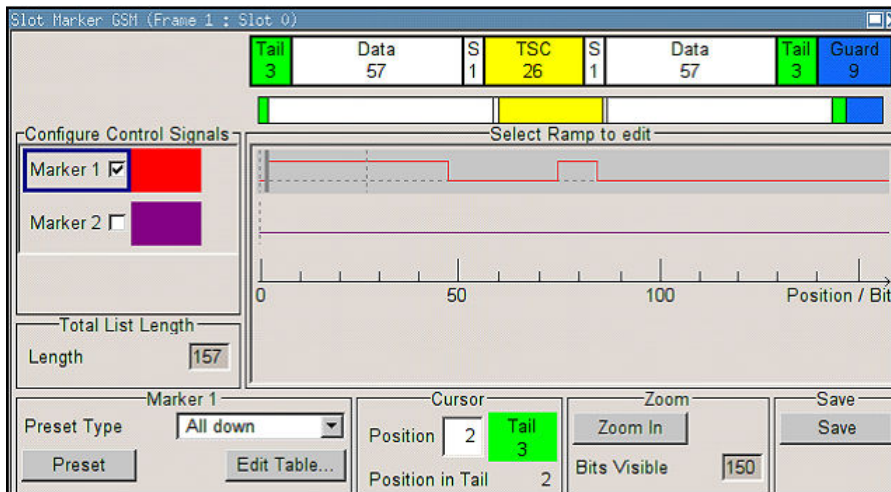 Slot Marker GSM (Frame 1 : Slot 0)
Tail Data S TSC S Data Tail Guard
3 57 1 26 1 57 3 9
Configure Control Signals
Select Ramp to edit
Marker 1
Marker 2
0 50 100 Position / Bit
Total List Length
Length 157
Marker 1
Preset Type All down
Preset Edit Table...
Cursor
Position 2 Tail
3
Position in Tail 2
Zoom
Zoom In
Bits Visible 150
Save
Save